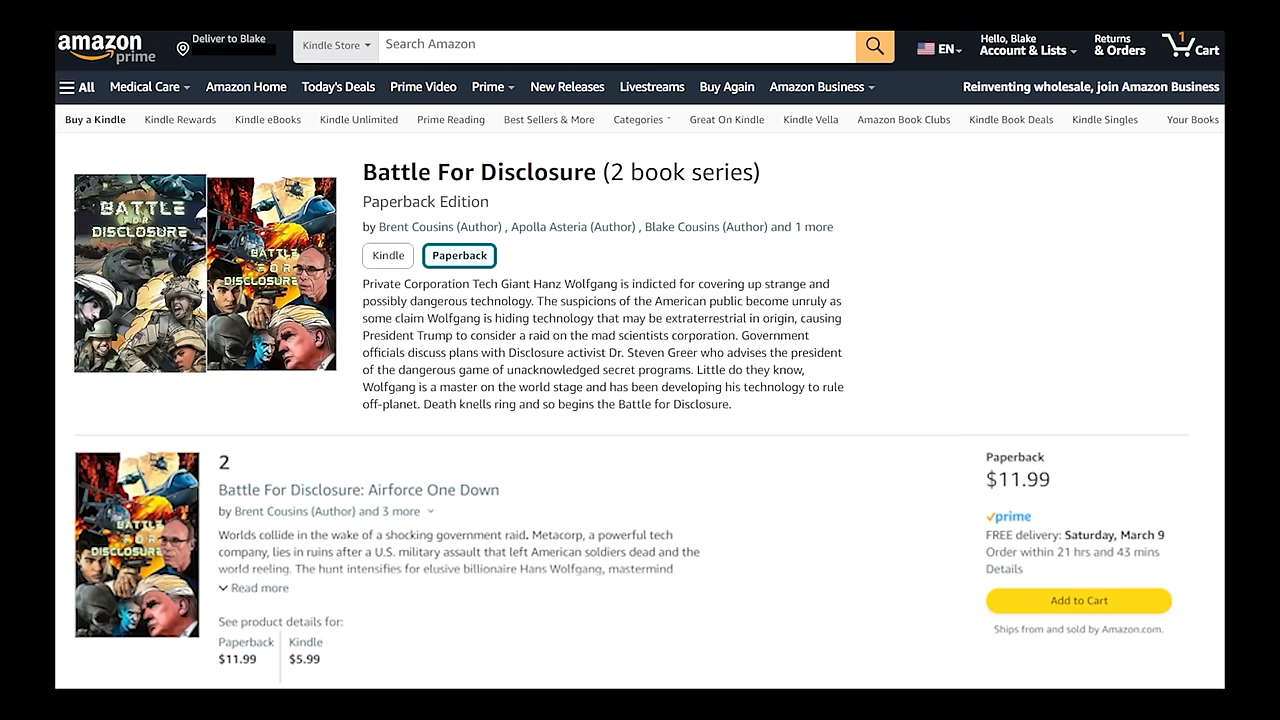 amazon
prime
Deliver to Blake
Kindle Store
Search Amazon
EN
Hello, Blake
Account & Lists
Returns
& Orders
1
Cart
All
Medical Care
Amazon Home
Today's Deals
Prime Video
Prime
New Releases
Livestreams
Buy Again
Amazon Business
Reinventing wholesale, join Amazon Business
Buy a Kindle
Kindle Rewards
Kindle eBooks
Kindle Unlimited
Prime Reading
Best Sellers & More
Categories
Great On Kindle
Kindle Vella
Amazon Book Clubs
Kindle Book Deals
Kindle Singles
Your Books
BATTLE
FOR
DISCLOSURE
BATTLE
FOR
DISCLOSURE
Battle For Disclosure (2 book series)
Paperback Edition
by Brent Cousins (Author) , Apolla Asteria (Author) , Blake Cousins (Author) and 1 more
Kindle
Paperback
Private Corporation Tech Giant Hanz Wolfgang is indicted for covering up strange and
possibly dangerous technology. The suspicions of the American public become unruly as
some claim Wolfgang is hiding technology that may be extraterrestrial in origin, causing
President Trump to consider a raid on the mad scientists corporation. Government
officials discuss plans with Disclosure activist Dr. Steven Greer who advises the president
of the dangerous game of unacknowledged secret programs. Little do they know,
Wolfgang is a master on the world stage and has been developing his technology to rule
off-planet. Death knells ring and so begins the Battle for Disclosure.
BATTLE
FOR
DISCLOSURE
2
Battle For Disclosure: Airforce One Down
by Brent Cousins (Author) and 3 more
Worlds collide in the wake of a shocking government raid. Metacorp, a powerful tech
company, lies in ruins after a U.S. military assault that left American soldiers dead and the
world reeling. The hunt intensifies for elusive billionaire Hans Wolfgang, mastermind
Read more
See product details for:
Paperback
$11.99
Kindle
$5.99
Paperback
$11.99
prime
FREE delivery: Saturday, March 9
Order within 21 hrs and 43 mins
Details
Add to Cart
Ships from and sold by Amazon.com.